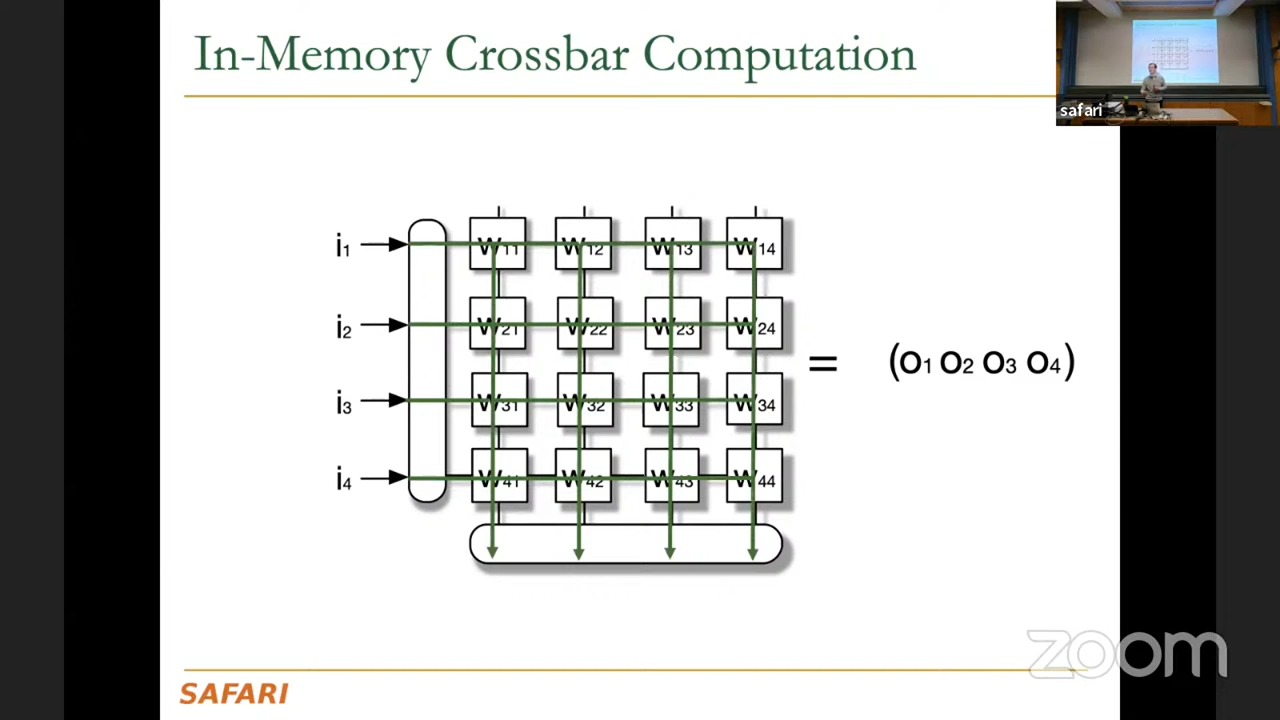 In-Memory Crossbar Computation
safari
i1 W11 W12 W13 W14
i2 W21 W22 W23 W24
= (O1 O2 O3 O4)
i3 W31 W32 W33 W34
i4 W41 W42 W43 W44
zoom
SAFARI